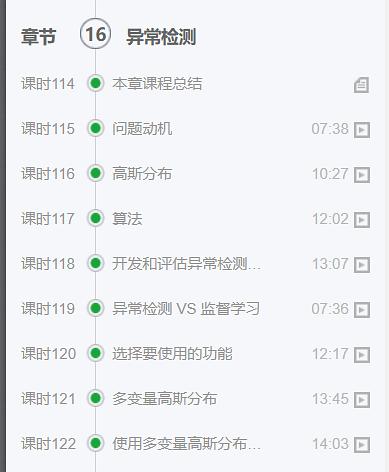 章节 16 异常检测
课时114 本章课程总结
课时115 问题动机 07:38
课时116 高斯分布 10:27
课时117 算法 12:02
课时118 开发和评估异常检测... 13:07
课时119 异常检测 VS 监督学习 07:36
课时120 选择要使用的功能 12:17
课时121 多变量高斯分布 13:45
课时122 使用多变量高斯分布... 14:03